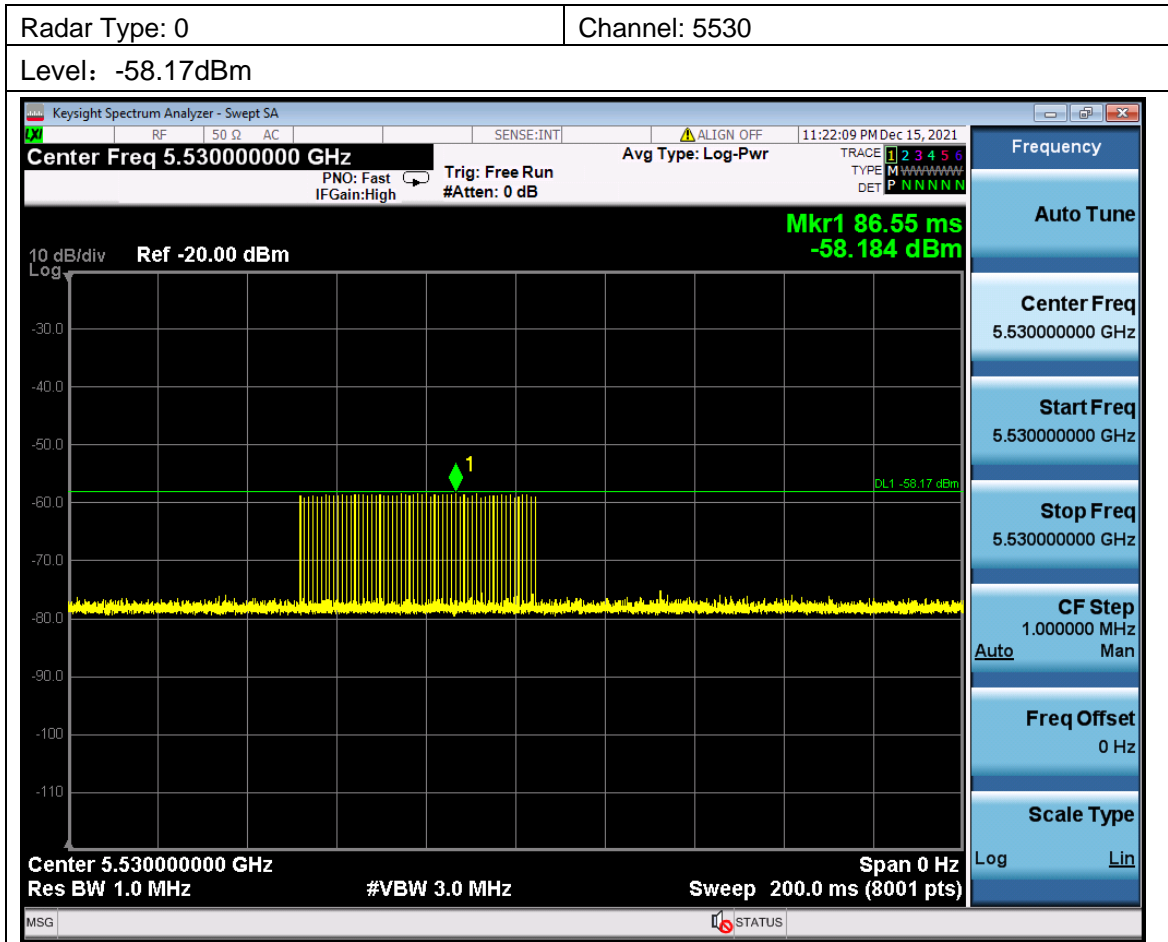 Radar Type: 0 Channel: 5530
Level：-58.17dBm
Keysight Spectrum Analyzer - Swept SA
LXI RF 50 Ω AC SENSE:INT ALIGN OFF 11:22:09 PM Dec 15, 2021
Center Freq 5.530000000 GHz Avg Type: Log-Pwr TRACE 1 2 3 4 5 6
PNO: Fast Trig: Free Run TYPE M WWWWW
IFGain:High #Atten: 0 dB DET P N N N N N
Mkr1 86.55 ms
10 dB/div Ref -20.00 dBm -58.184 dBm
Log
-30.0
-40.0
-50.0
1
DL1 -58.17 dBm
-60.0
-70.0
-80.0
-90.0
-100
-110
Center 5.530000000 GHz Span 0 Hz
Res BW 1.0 MHz #VBW 3.0 MHz Sweep 200.0 ms (8001 pts)
MSG STATUS
Frequency
Auto Tune
Center Freq
5.530000000 GHz
Start Freq
5.530000000 GHz
Stop Freq
5.530000000 GHz
CF Step
1.000000 MHz
Auto Man
Freq Offset
0 Hz
Scale Type
Log Lin